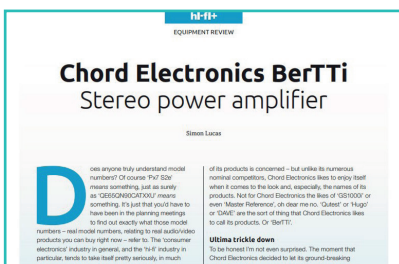 hi-fi+
EQUIPMENT REVIEW
Chord Electronics BerTTi
Stereo power amplifier
Simon Lucas
Does anyone truly understand model
numbers? Of course 'Px7 S2e'
means something, just as surely
as 'QE65QN90CATXXU' means
something. It's just that you'd have to
have been in the planning meetings
to find out exactly what those model
numbers – real model numbers, relating to real audio/video
products you can buy right now – refer to. The 'consumer
electronics' industry in general, and the 'hi-fi' industry in
particular, tends to take itself pretty seriously, in much
of its products is concerned – but unlike its numerous
nominal competitors, Chord Electronics likes to enjoy itself
when it comes to the look and, especially, the names of its
products. Not for Chord Electronics the likes of 'GS1000i' or
even 'Master Reference', oh dear me no. 'Qutest' or 'Hugo'
or 'DAVE' are the sort of thing that Chord Electronics likes
to call its products. Or 'BerTTi'.
Ultima trickle down
To be honest I'm not even surprised. The moment that
Chord Electronics decided to let its ground-breaking